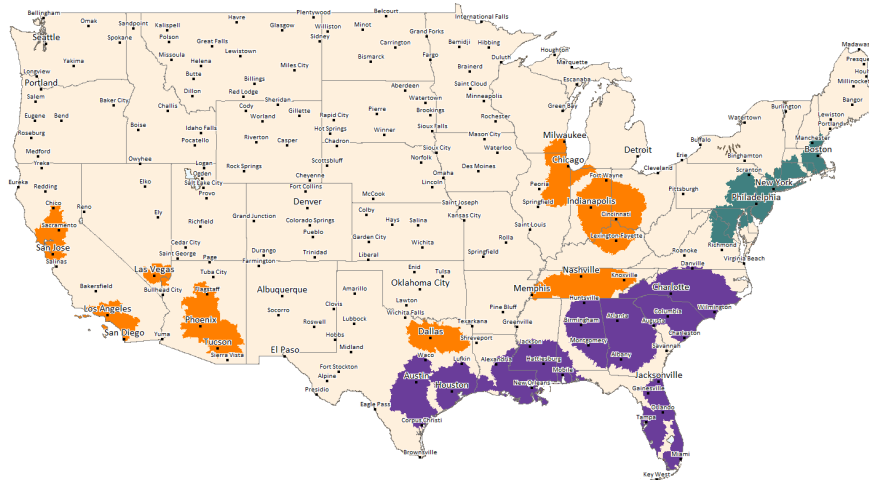 Bellingham
Omak
Sandpoint
Kalispell
Havre
Plentywood
Belcourt
International Falls
Seattle
Spokane
Polson
Great Falls
Glasgow
Williston
Minot
Grand Forks
Yakima
Missoula
Helena
Lewistown
Sidney
Carrington
Bemidji
Hibbing
Houghton
Madawaska
Longview
Butte
Miles City
Bismarck
Fargo
Duluth
Marquette
Portland
Dillon
Billings
Brainerd
Escanaba
Millinocket
Salem
Baker City
Challis
Red Lodge
Sheridan
Aberdeen
Saint Cloud
Bangor
Eugene
Bend
Cody
Gillette
Rapid City
Pierre
Watertown
Minneapolis
Green Bay
Burlington
Lewiston
Roseburg
Boise
Idaho Falls
Worland
Hot Springs
Brookings
Rochester
Watertown
Portland
Medford
Pocatello
Riverton
Casper
Chadron
Winner
Sioux Falls
Mason City
Milwaukee
Detroit
Buffalo
Manchester
Yreka
Owyhee
Logan
Rock Springs
Scottsbluff
Sioux City
Waterloo
Chicago
Cleveland
Erie
Binghamton
Boston
Eureka
Redding
Elko
Ogden
Salt Lake City
Cheyenne
Norfolk
Des Moines
Fort Wayne
Scranton
New York
Provo
Fort Collins
Omaha
Peoria
Pittsburgh
Philadelphia
Chico
Reno
Ely
Denver
McCook
Lincoln
Saint Joseph
Springfield
Indianapolis
Sacramento
Richfield
Grand Junction
Colorado Springs
Colby
Hays
Salina
Kansas City
Saint Louis
Cincinnati
San Jose
Cedar City
Pueblo
Garden City
Wichita
Rolla
Lexington-Fayette
Richmond
Salinas
Saint George
Page
Durango
Trinidad
Liberal
Springfield
Roanoke
Virginia Beach
Las Vegas
Tuba City
Farmington
Enid
Tulsa
Nashville
Knoxville
Danville
Bakersfield
Bullhead City
Flagstaff
Albuquerque
Amarillo
Oklahoma City
Memphis
Charlotte
Los Angeles
Phoenix
Socorro
Clovis
Lawton
Pine Bluff
Huntsville
Wilmington
San Diego
Yuma
Tucson
Roswell
Lubbock
Wichita Falls
Texarkana
Greenville
Birmingham
Atlanta
Columbia
Augusta
Sierra Vista
Hobbs
Dallas
Shreveport
Jackson
Montgomery
Charleston
El Paso
Midland
Waco
Lufkin
Alexandria
Hattiesburg
Albany
Savannah
Fort Stockton
Austin
Mobile
Jacksonville
Alpine
Houston
New Orleans
Gainesville
Presidio
Eagle Pass
Orlando
Corpus Christi
Tampa
Brownsville
Miami
Key West